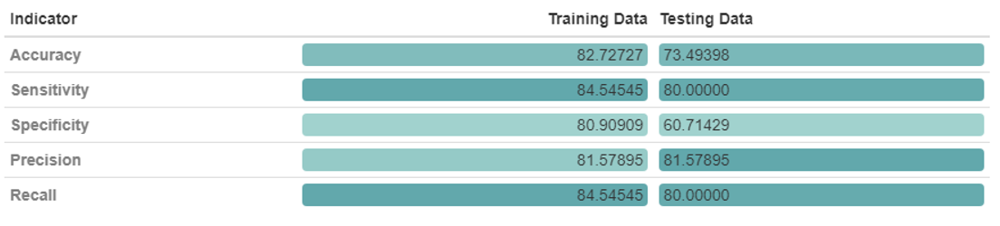 Indicator Training Data Testing Data
Accuracy 82.72727 73.49398
Sensitivity 84.54545 80.00000
Specificity 80.90909 60.71429
Precision 81.57895 81.57895
Recall 84.54545 80.00000